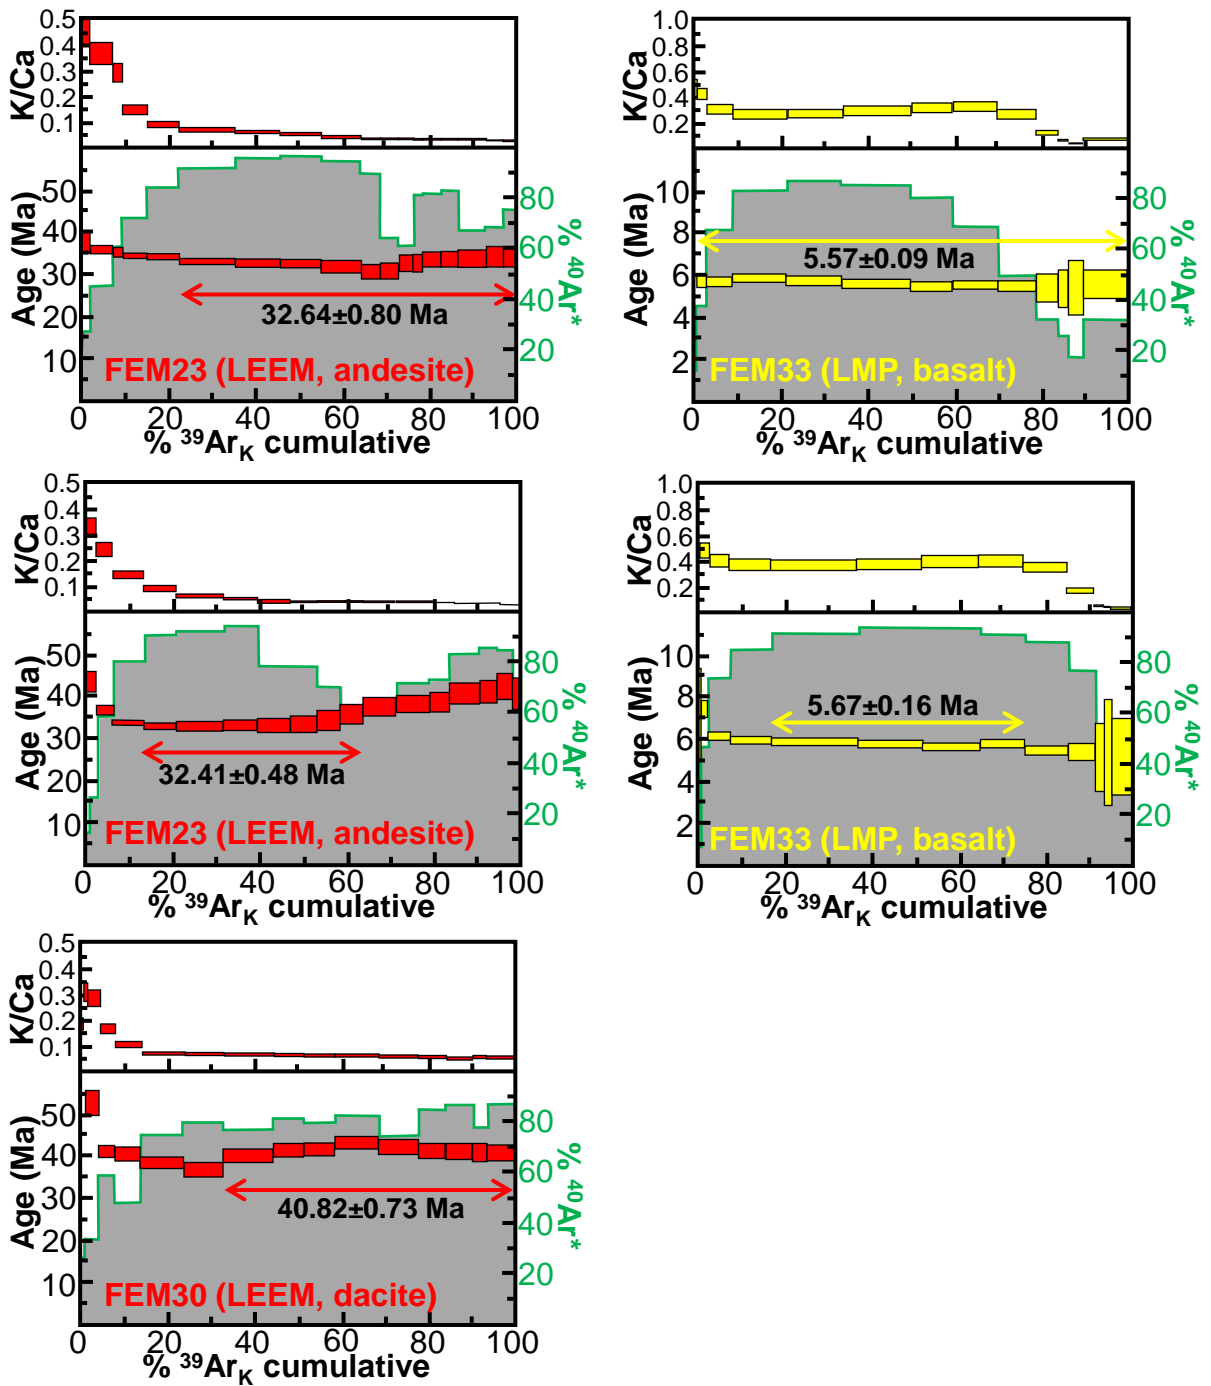 0.5
0.4
0.3
0.2
0.1
K/Ca
50
40
30
20
10
Age (Ma)
80
60
40
20
% ⁴⁰Ar*
32.64±0.80 Ma
FEM23 (LEEM, andesite)
0 20 40 60 80 100
% ³⁹Ar_K cumulative
1.0
0.8
0.6
0.4
0.2
K/Ca
10
8
6
4
2
Age (Ma)
80
60
40
20
% ⁴⁰Ar*
5.57±0.09 Ma
FEM33 (LMP, basalt)
0 20 40 60 80 100
% ³⁹Ar_K cumulative
0.5
0.4
0.3
0.2
0.1
K/Ca
50
40
30
20
10
Age (Ma)
80
60
40
20
% ⁴⁰Ar*
32.41±0.48 Ma
FEM23 (LEEM, andesite)
0 20 40 60 80 100
% ³⁹Ar_K cumulative
1.0
0.8
0.6
0.4
0.2
K/Ca
10
8
6
4
2
Age (Ma)
80
60
40
20
% ⁴⁰Ar*
5.67±0.16 Ma
FEM33 (LMP, basalt)
0 20 40 60 80 100
% ³⁹Ar_K cumulative
0.5
0.4
0.3
0.2
0.1
K/Ca
50
40
30
20
10
Age (Ma)
80
60
40
20
% ⁴⁰Ar*
40.82±0.73 Ma
FEM30 (LEEM, dacite)
0 20 40 60 80 100
% ³⁹Ar_K cumulative